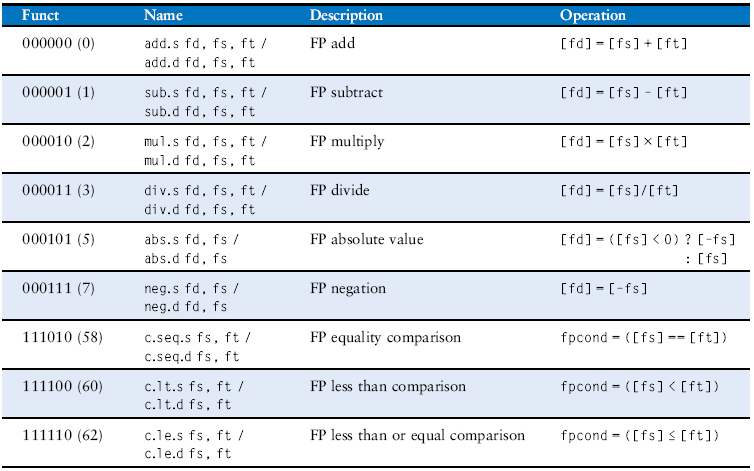 Funct Name Description Operation
000000 (0) add.s fd, fs, ft / FP add [fd] = [fs] + [ft]
add.d fd, fs, ft
000001 (1) sub.s fd, fs, ft / FP subtract [fd] = [fs] – [ft]
sub.d fd, fs, ft
000010 (2) mul.s fd, fs, ft / FP multiply [fd] = [fs] × [ft]
mul.d fd, fs, ft
000011 (3) div.s fd, fs, ft / FP divide [fd] = [fs]/[ft]
div.d fd, fs, ft
000101 (5) abs.s fd, fs / FP absolute value [fd] = ([fs] < 0) ? [–fs]
abs.d fd, fs : [fs]
000111 (7) neg.s fd, fs / FP negation [fd] = [–fs]
neg.d fd, fs
111010 (58) c.seq.s fs, ft / FP equality comparison fpcond = ([fs] == [ft])
c.seq.d fs, ft
111100 (60) c.lt.s fs, ft / FP less than comparison fpcond = ([fs] < [ft])
c.lt.d fs, ft
111110 (62) c.le.s fs, ft / FP less than or equal comparison fpcond = ([fs] ≤ [ft])
c.le.d fs, ft